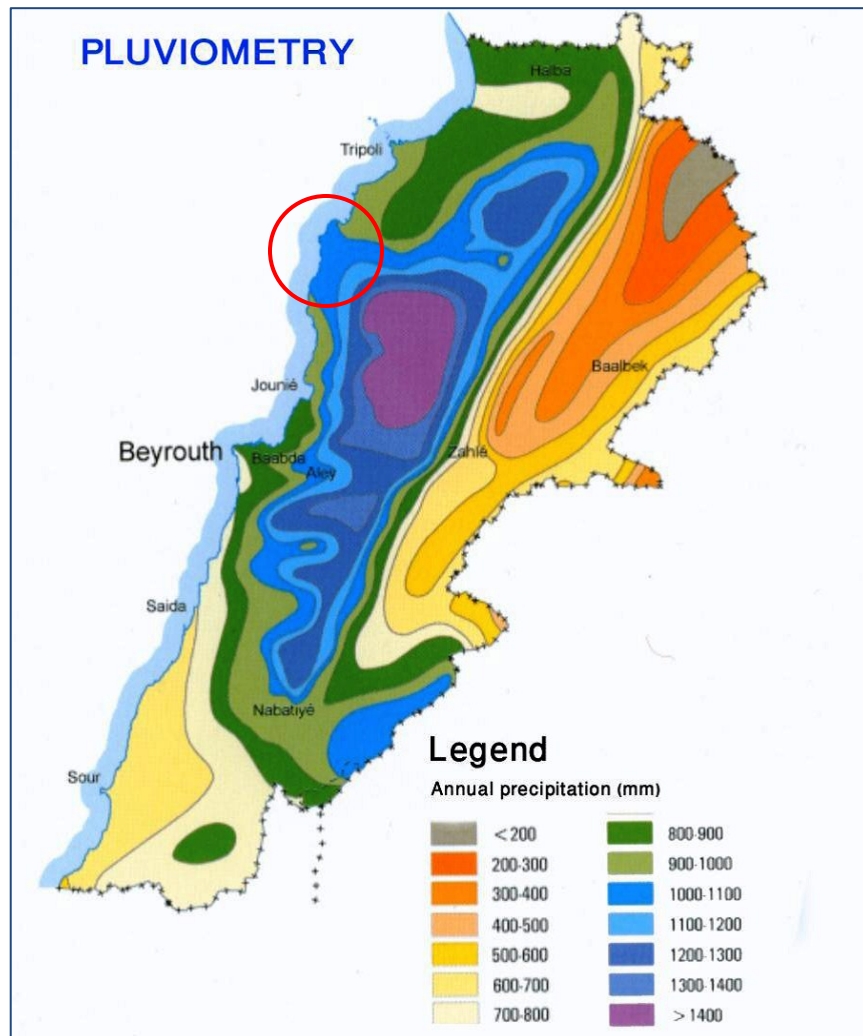 PLUVIOMETRY
Halba
Tripoli
Jounié
Baalbek
Beyrouth
Baabda
Aley
Zahlé
Saida
Nabatiyé
Sour
Legend
Annual precipitation (mm)
< 200
200-300
300-400
400-500
500-600
600-700
700-800
800-900
900-1000
1000-1100
1100-1200
1200-1300
1300-1400
> 1400